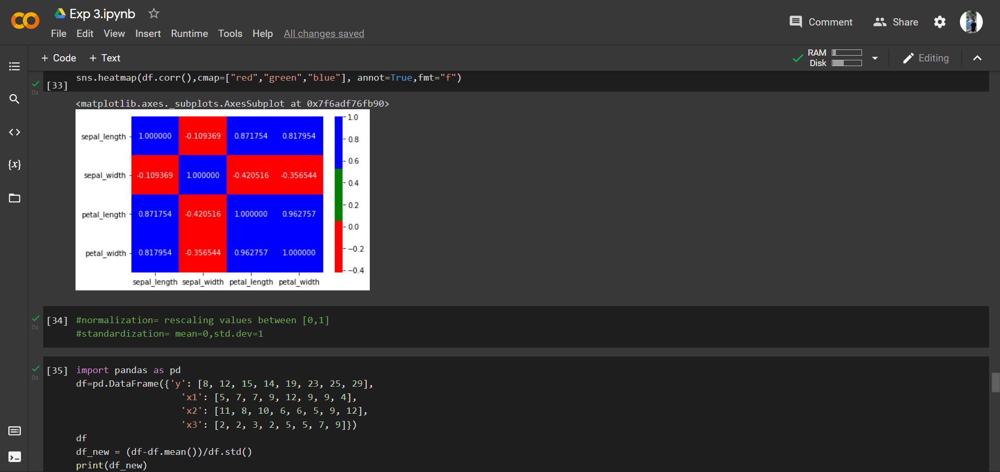 Exp 3.ipynb
File Edit View Insert Runtime Tools Help All changes saved
Comment Share
+ Code + Text
RAM
Disk
Editing
[33] sns.heatmap(df.corr(),cmap=["red","green","blue"], annot=True,fmt="f")
0s
<matplotlib.axes._subplots.AxesSubplot at 0x7f6adf76fb90>
sepal_length 1.000000 -0.109369 0.871754 0.817954
sepal_width -0.109369 1.000000 -0.420516 -0.356544
petal_length 0.871754 -0.420516 1.000000 0.962757
petal_width 0.817954 -0.356544 0.962757 1.000000
sepal_length sepal_width petal_length petal_width
1.0
0.8
0.6
0.4
0.2
0.0
−0.2
−0.4
[34] #normalization= rescaling values between [0,1]
0s
#standardization= mean=0,std.dev=1
[35] import pandas as pd
0s
df=pd.DataFrame({'y': [8, 12, 15, 14, 19, 23, 25, 29],
'x1': [5, 7, 7, 9, 12, 9, 9, 4],
'x2': [11, 8, 10, 6, 6, 5, 9, 12],
'x3': [2, 2, 3, 2, 5, 5, 7, 9]})
df
df_new = (df-df.mean())/df.std()
print(df_new)
{x}